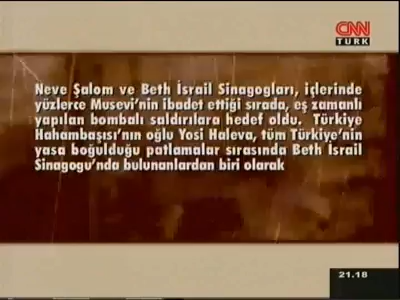 CNN
TURK
Neve Şalom ve Beth İsrail Sinagogları, içlerinde
yüzlerce Musevi'nin ibadet ettiği sırada, eş zamanlı
yapılan bombalı saldırılara hedef oldu. Türkiye
Hahambaşısı'nın oğlu Yosi Haleva, tüm Türkiye'nin
yasa boğulduğu patlamalar sırasında Beth İsrail
Sinagogu'nda bulunanlardan biri olarak
21.18